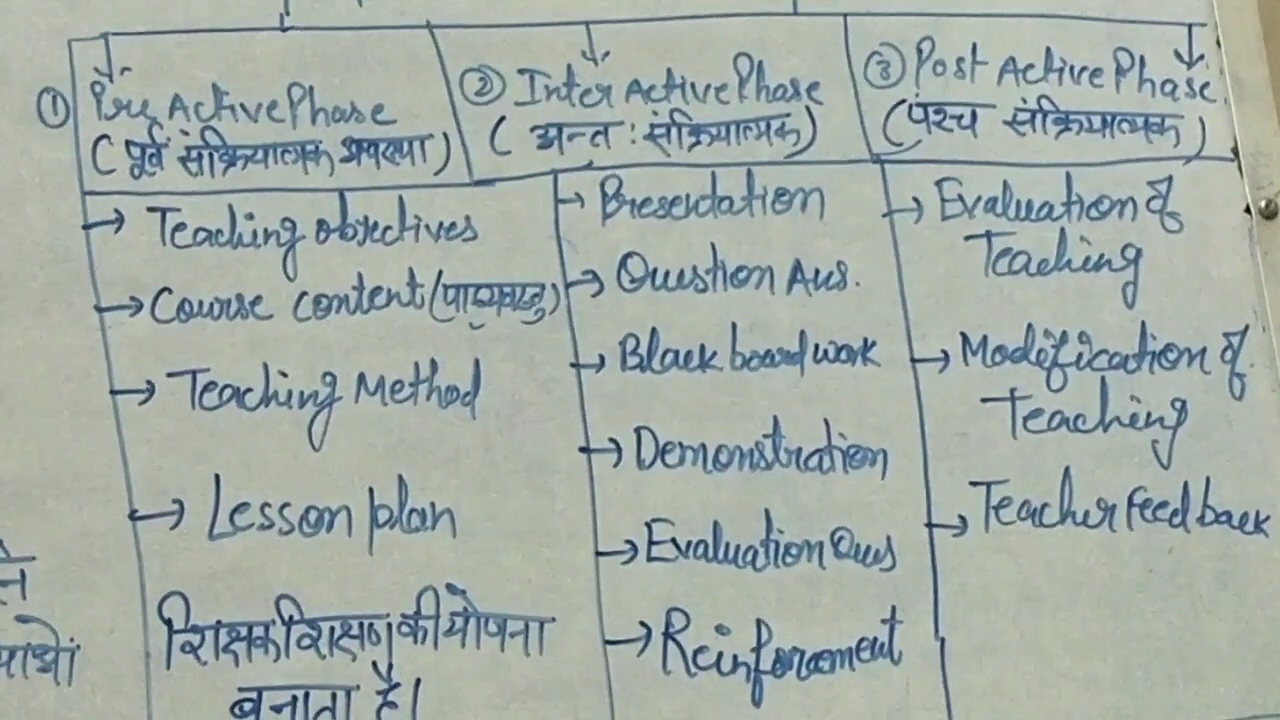 ① Pre Active Phase
(पूर्व संक्रियात्मक अवस्था)
→ Teaching objectives
→ Course content (पाठ्यवस्तु)
→ Teaching Method
→ Lesson plan
शिक्षक शिक्षण की योजना
बनाता है।
② Inter Active Phase
(अन्त: संक्रियात्मक)
→ Presentation
→ Question Ans.
→ Black board work
→ Demonstration
→ Evaluation Ques
→ Reinforcement
③ Post Active Phase
(पश्च संक्रियात्मक)
→ Evaluation of
Teaching
→ Modification of
Teaching
→ Teacher feed back